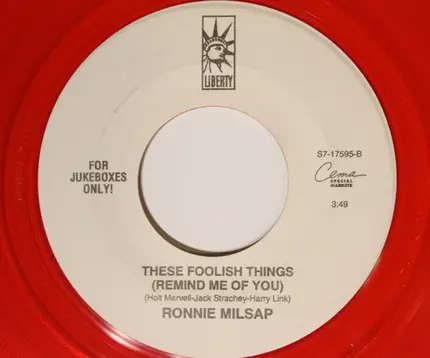 LIBERTY
FOR
JUKEBOXES
ONLY!
S7-17595-B
Cema
SPECIAL
MARKETS
3:49
THESE FOOLISH THINGS
(REMIND ME OF YOU)
(Holt Marvell-Jack Strachey-Harry Link)
RONNIE MILSAP